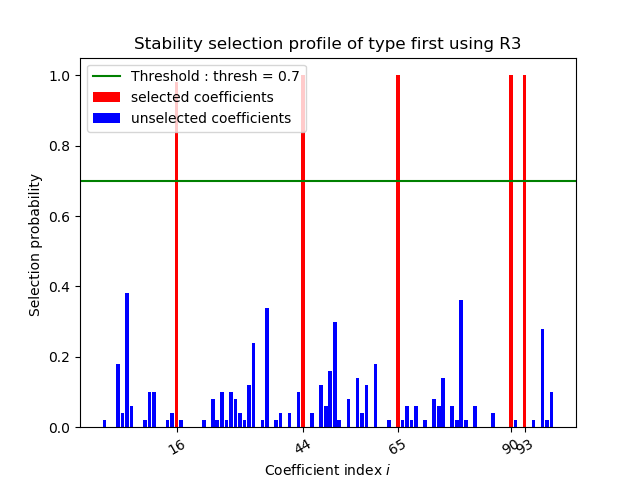 Stability selection profile of type first using R3
Threshold : thresh = 0.7
selected coefficients
unselected coefficients
1.0
0.8
0.6
0.4
0.2
0.0
Selection probability
16
44
65
90
93
Coefficient index i